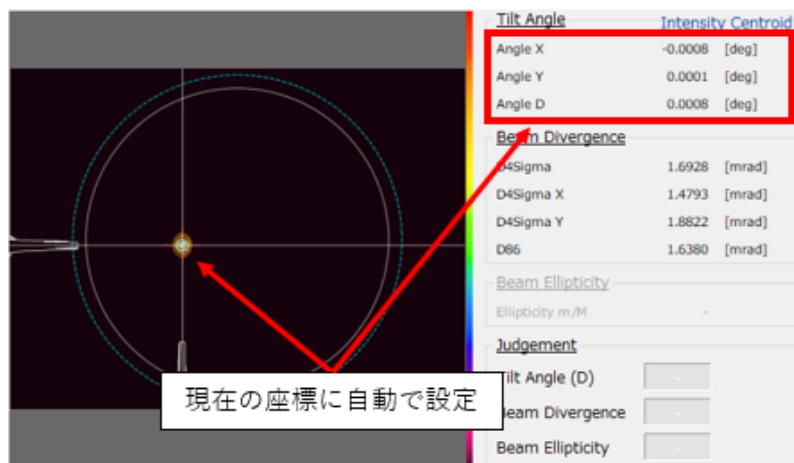 Tilt Angle Intensity Centroid
Angle X -0.0008 [deg]
Angle Y 0.0001 [deg]
Angle D 0.0008 [deg]
Beam Divergence
D4Sigma 1.6928 [mrad]
D4Sigma X 1.4793 [mrad]
D4Sigma Y 1.8822 [mrad]
D86 1.6380 [mrad]
Beam Ellipticity
Ellipticity m/M -
Judgement
Tilt Angle (D) -
現在の座標に自動で設定
Beam Divergence -
Beam Ellipticity -